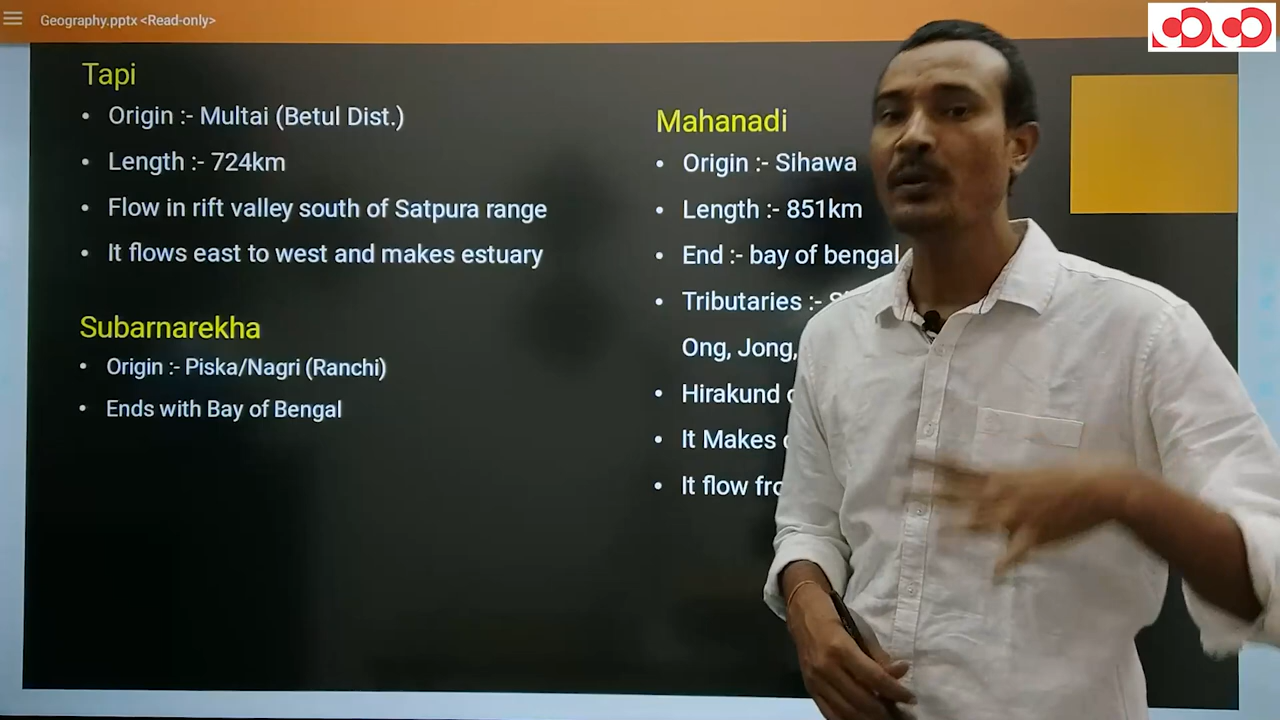 Geography.pptx <Read-only>
Tapi
• Origin :- Multai (Betul Dist.)
• Length :- 724km
• Flow in rift valley south of Satpura range
• It flows east to west and makes estuary
Subarnarekha
• Origin :- Piska/Nagri (Ranchi)
• Ends with Bay of Bengal
Mahanadi
• Origin :- Sihawa
• Length :- 851km
• End :- bay of bengal
• Tributaries :-
Ong, Jong,
• Hirakund
• It Makes
• It flow